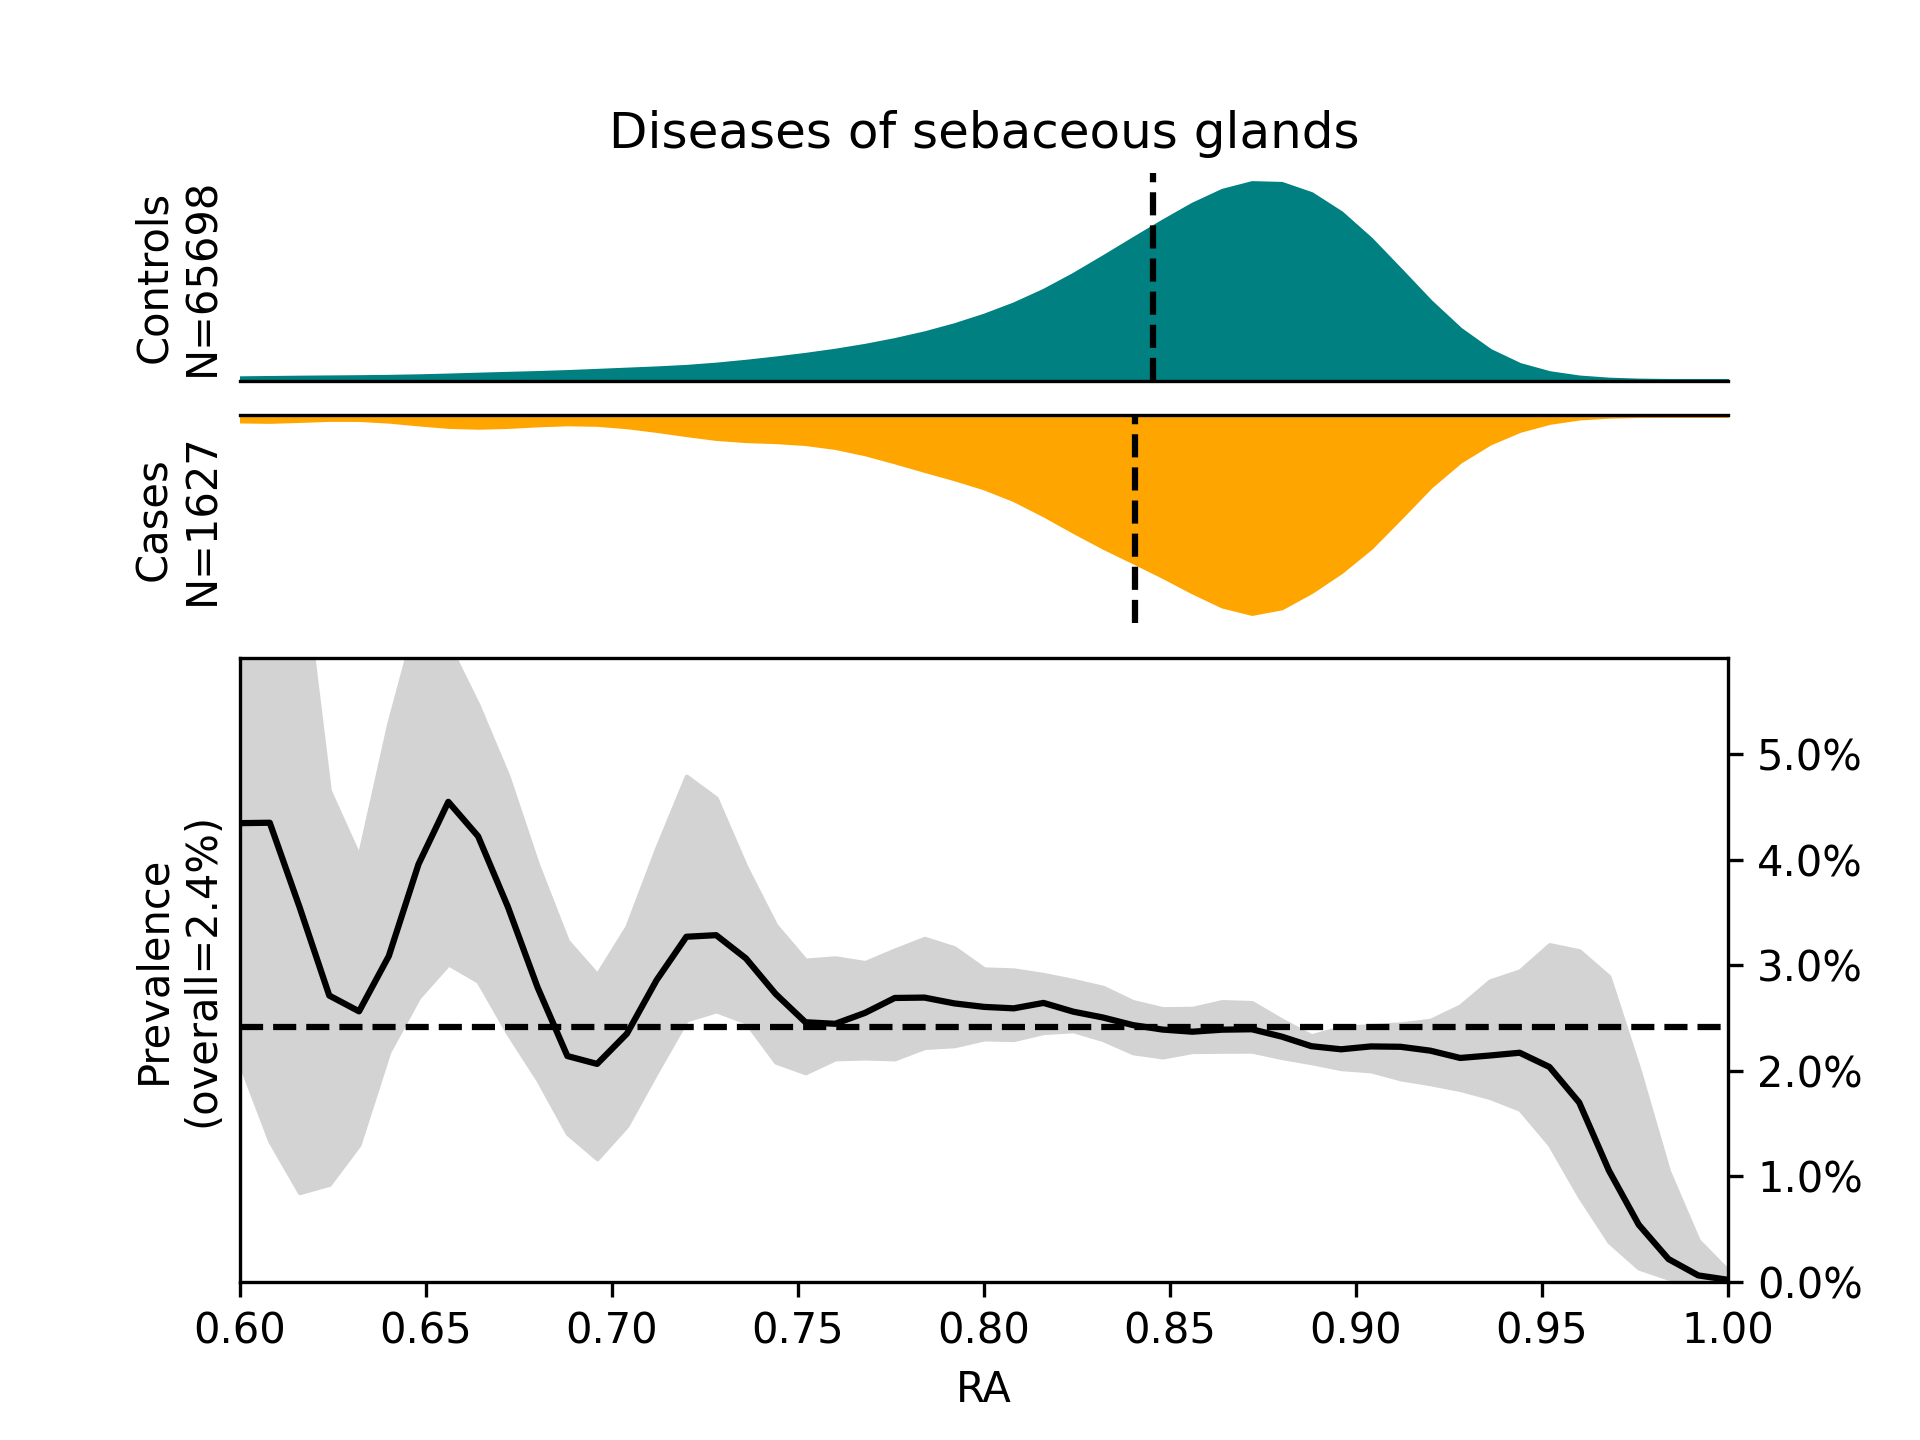 Diseases of sebaceous glands
Controls
N=65698
Cases
N=1627
Prevalence
(overall=2.4%)
5.0%
4.0%
3.0%
2.0%
1.0%
0.0%
0.60 0.65 0.70 0.75 0.80 0.85 0.90 0.95 1.00
RA